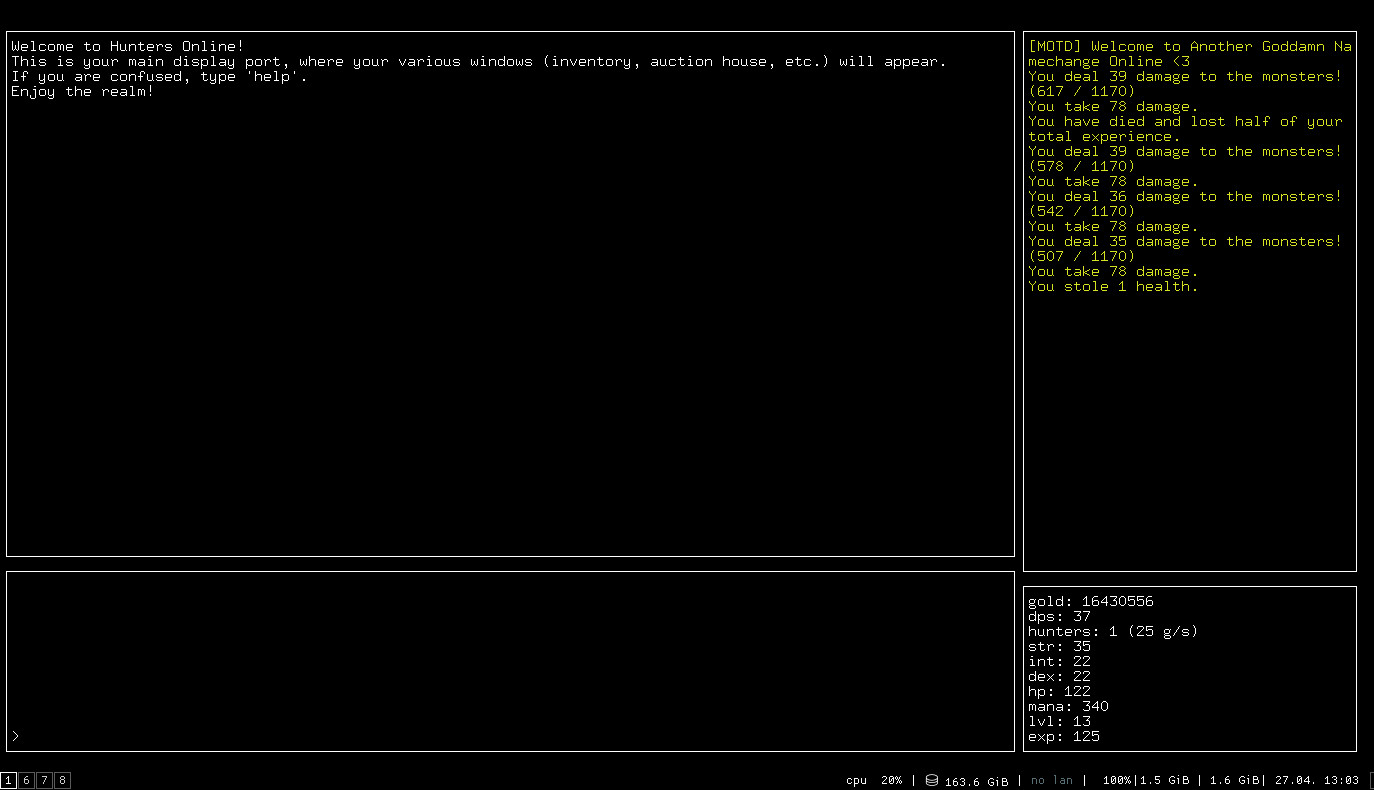 Welcome to Hunters Online!
This is your main display port, where your various windows (inventory, auction house, etc.) will appear.
If you are confused, type 'help'.
Enjoy the realm!
>
[MOTD] Welcome to Another Goddamn Na
mechange Online <3
You deal 39 damage to the monsters!
(617 / 1170)
You take 78 damage.
You have died and lost half of your
total experience.
You deal 39 damage to the monsters!
(578 / 1170)
You take 78 damage.
You deal 36 damage to the monsters!
(542 / 1170)
You take 78 damage.
You deal 35 damage to the monsters!
(507 / 1170)
You take 78 damage.
You stole 1 health.
gold: 16430556
dps: 37
hunters: 1 (25 g/s)
str: 35
int: 22
dex: 22
hp: 122
mana: 340
lvl: 13
exp: 125
1 6 7 8
cpu 20% | 163.6 GiB | no lan | 100%|1.5 GiB | 1.6 GiB| 27.04. 13:03